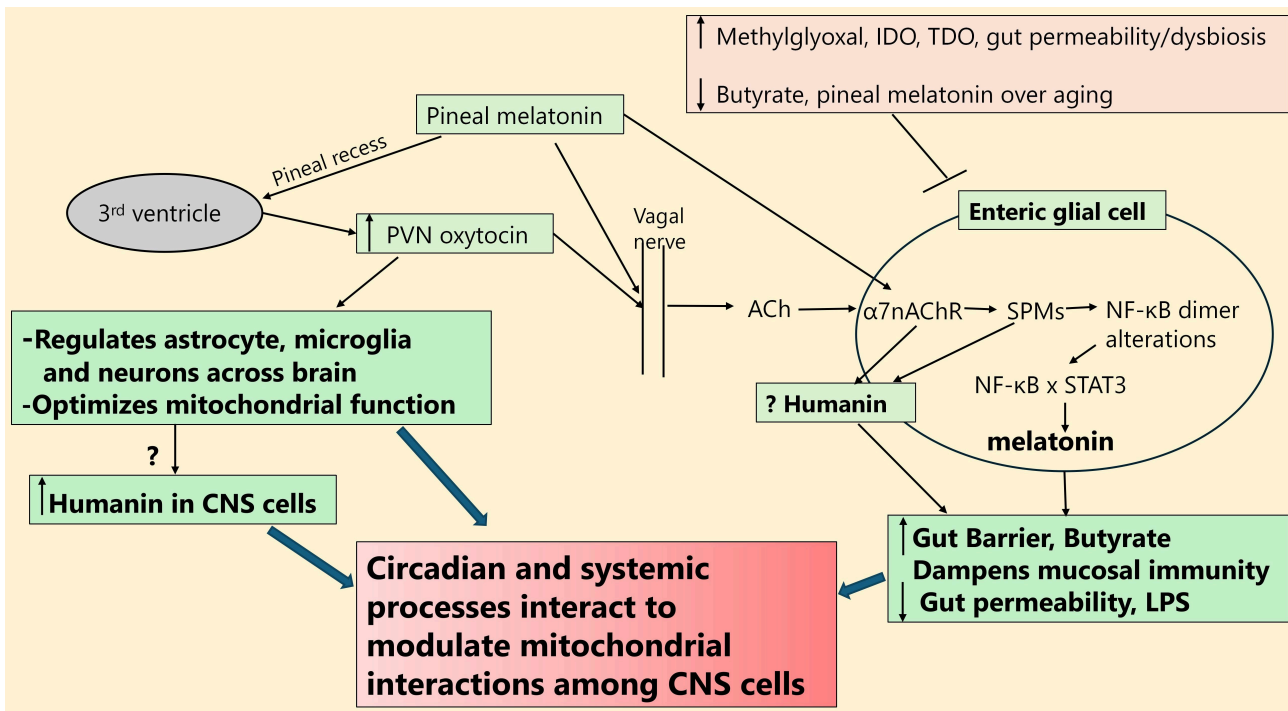 ↑ Methylglyoxal, IDO, TDO, gut permeability/dysbiosis
↓ Butyrate, pineal melatonin over aging
Pineal melatonin
Pineal recess
3rd ventricle
↑ PVN oxytocin
Vagal
nerve
Enteric glial cell
ACh
α7nAChR
SPMs
NF-κB dimer
alterations
NF-κB x STAT3
melatonin
? Humanin
-Regulates astrocyte, microglia
and neurons across brain
-Optimizes mitochondrial function
?
↑ Humanin in CNS cells
↑ Gut Barrier, Butyrate
Dampens mucosal immunity
↓ Gut permeability, LPS
Circadian and systemic
processes interact to
modulate mitochondrial
interactions among CNS cells